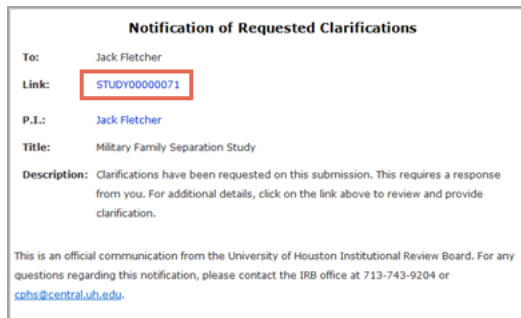 Notification of Requested Clarifications
To: Jack Fletcher
Link: STUDY00000071
P.I.: Jack Fletcher
Title: Military Family Separation Study
Description: Clarifications have been requested on this submission. This requires a response
from you. For additional details, click on the link above to review and provide
clarification.
This is an official communication from the University of Houston Institutional Review Board. For any
questions regarding this notification, please contact the IRB office at 713-743-9204 or
cphs@central.uh.edu.